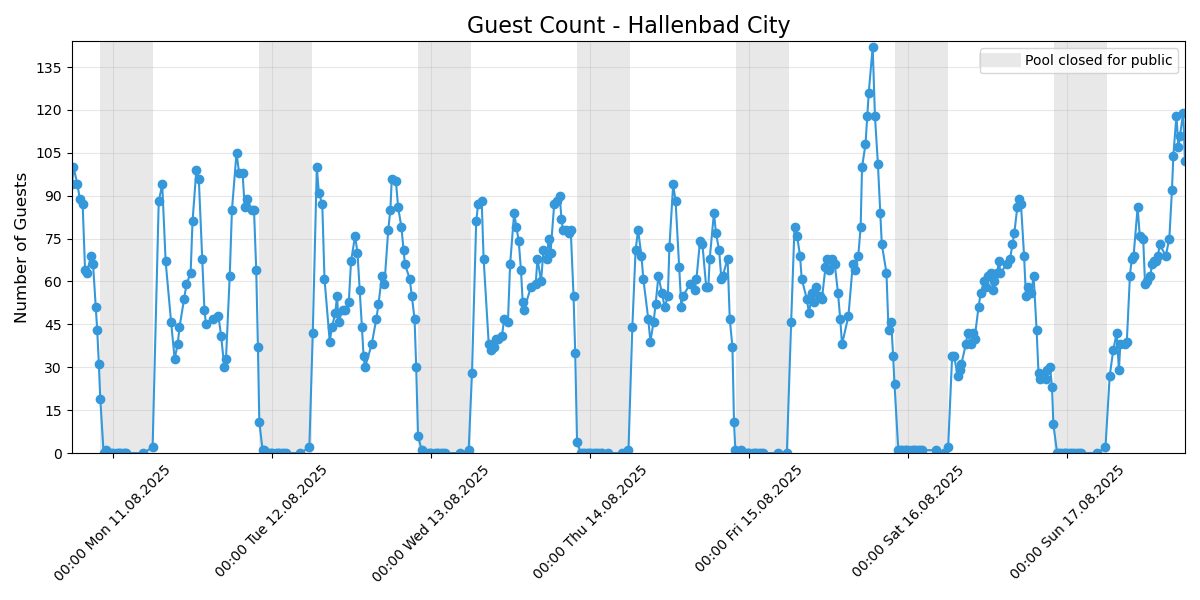 Guest Count - Hallenbad City
Pool closed for public
Number of Guests
135
120
105
90
75
60
45
30
15
0
00:00 Mon 11.08.2025
00:00 Tue 12.08.2025
00:00 Wed 13.08.2025
00:00 Thu 14.08.2025
00:00 Fri 15.08.2025
00:00 Sat 16.08.2025
00:00 Sun 17.08.2025